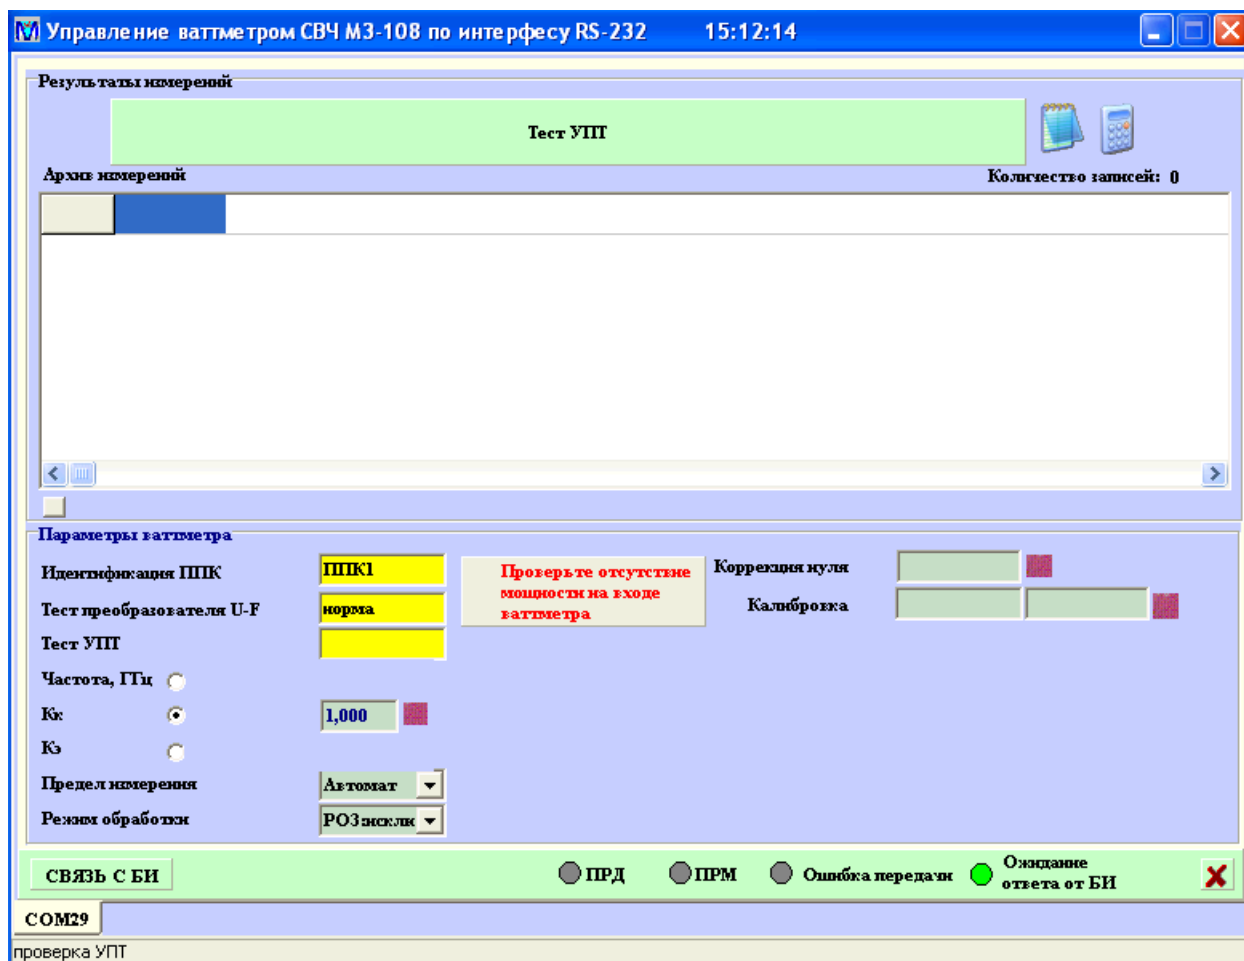 Управление ваттметром СВЧ М3-108 по интерфесу RS-232 15:12:14
Результаты измерений
Тест УПТ
Архив измерений
Количество записей: 0
Параметры ваттметра
Идентификация ППК
ППК1
Проверьте отсутствие
мощности на входе
ваттметра
Коррекция нуля
Тест преобразователя U-F
норма
Калибровка
Тест УПТ
Частота, ГГц
Кк
1,000
Кэ
Предел измерения
Автомат
Режим обработки
РОЗ:искли
СВЯЗЬ С БИ
ПРД
ПРМ
Ошибка передачи
Ожидание
ответа от БИ
COM29
проверка УПТ